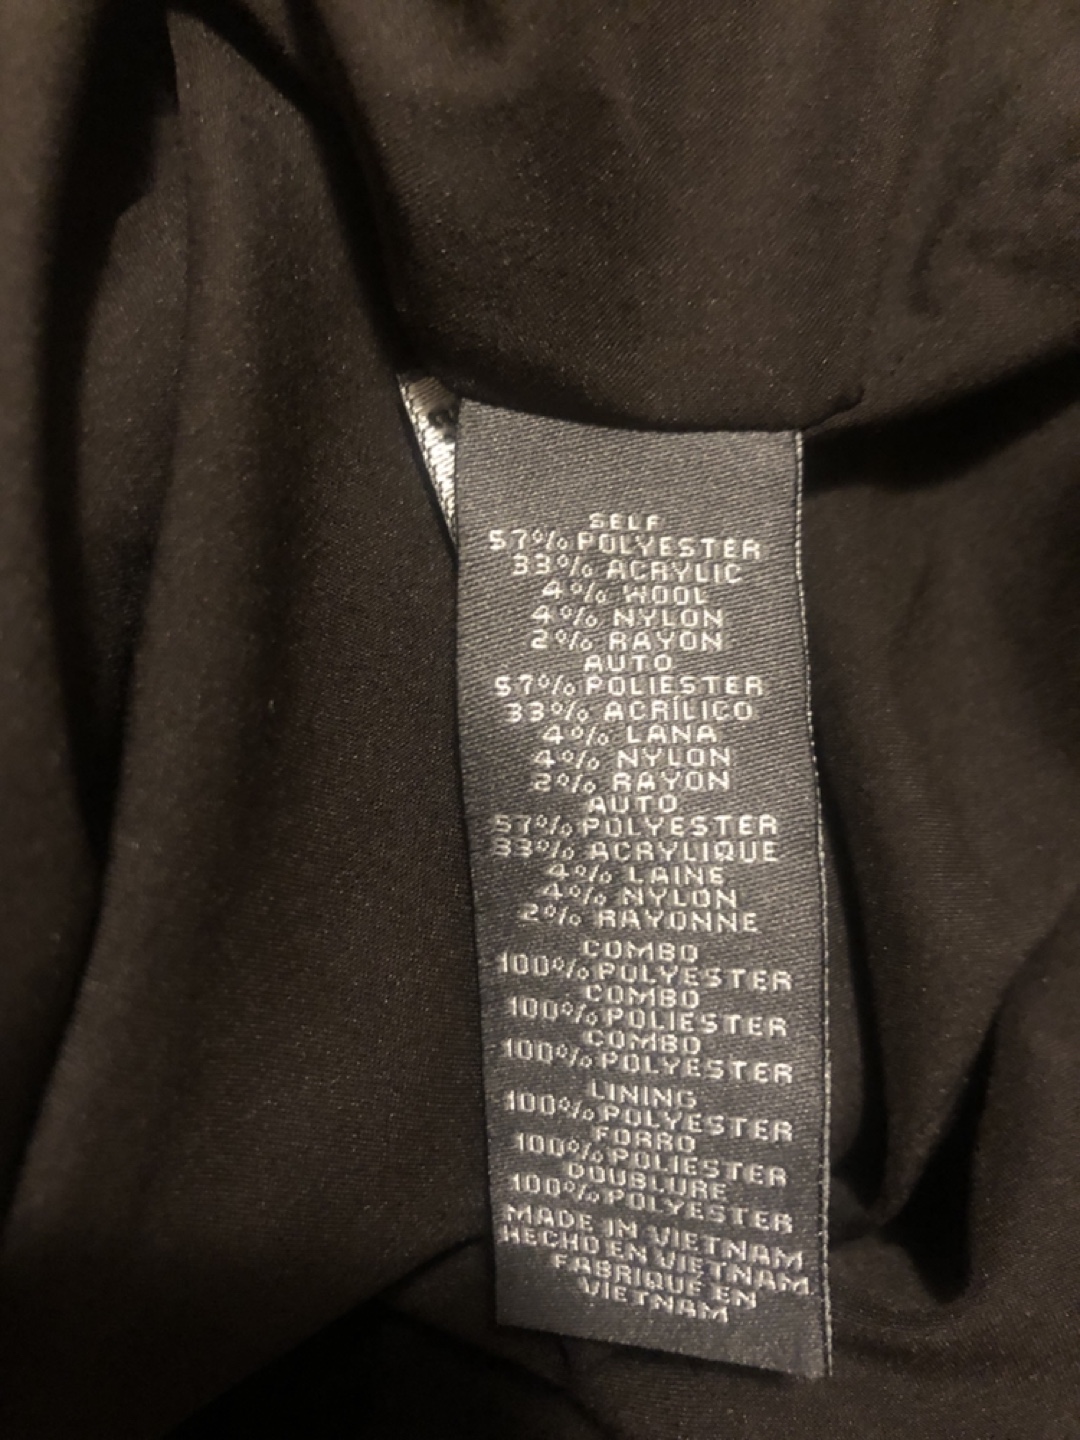 SELF
57% POLYESTER
33% ACRYLIC
4% WOOL
4% NYLON
2% RAYON
AUTO
57% POLIESTER
33% ACRÍLICO
4% LANA
4% NYLON
2% RAYON
AUTO
57% POLYESTER
33% ACRYLIQUE
4% LAINE
4% NYLON
2% RAYONNE
COMBO
100% POLYESTER
COMBO
100% POLIESTER
COMBO
100% POLYESTER
LINING
100% POLYESTER
FORRO
100% POLIESTER
DOUBLURE
100% POLYESTER
MADE IN VIETNAM
HECHO EN VIETNAM
FABRIQUE EN
VIETNAM